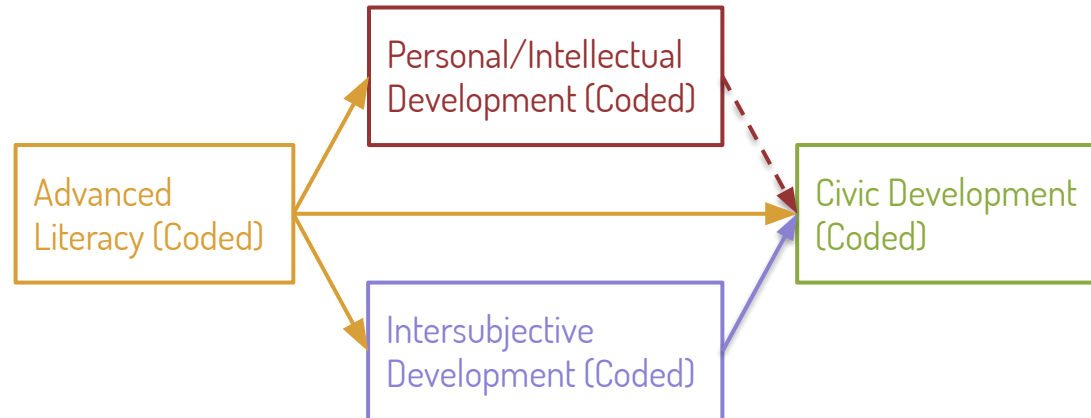 Personal/Intellectual
Development (Coded)
Advanced
Literacy (Coded)
Civic Development
(Coded)
Intersubjective
Development (Coded)